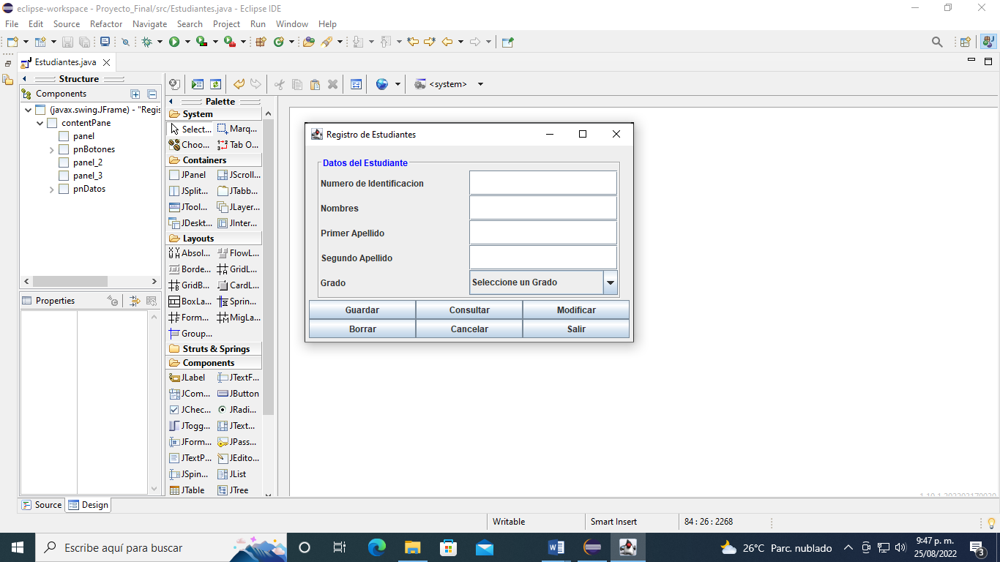 eclipse-workspace - Proyecto_Final/src/Estudiantes.java - Eclipse IDE
File Edit Source Refactor Navigate Search Project Run Window Help
Estudiantes.java
Structure
Components
(javax.swing.JFrame) - "Regis
contentPane
panel
pnBotones
panel_2
panel_3
pnDatos
Properties
<system>
Palette
System
Select... Marq...
Choo... Tab O...
Containers
JPanel JScroll...
JSplit... JTabb...
JTool... JLayer...
JDeskt... JInter...
Layouts
Absol... FlowL...
Borde... GridL...
GridB... CardL...
BoxLa... Sprin...
Form... MigLa...
Group...
Struts & Springs
Components
JLabel JTextF...
JCom... JButton
JChec... JRadi...
JTogg... JText...
JForm... JPass...
JTextP... JEdito...
JSpin... JList
JTable JTree
Registro de Estudiantes
Datos del Estudiante
Numero de Identificacion
Nombres
Primer Apellido
Segundo Apellido
Grado Seleccione un Grado
Guardar Consultar Modificar
Borrar Cancelar Salir
Source Design
Writable Smart Insert 84 : 26 : 2268
Escribe aquí para buscar
26°C Parc. nublado
9:47 p. m.
25/08/2022
3